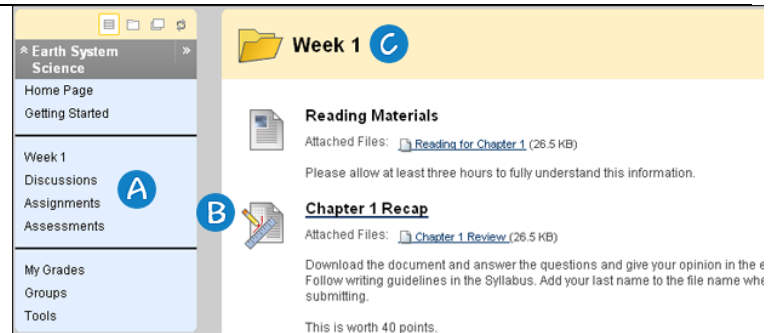 Earth System
Science
Home Page
Getting Started
Week 1
Discussions
Assignments
Assessments
A
My Grades
Groups
Tools
Week 1
C
Reading Materials
Attached Files: Reading for Chapter 1 (26.5 KB)
Please allow at least three hours to fully understand this information.
B
Chapter 1 Recap
Attached Files: Chapter 1 Review (26.5 KB)
Download the document and answer the questions and give your opinion in the
Follow writing guidelines in the Syllabus. Add your last name to the file name
submitting.
This is worth 40 points.